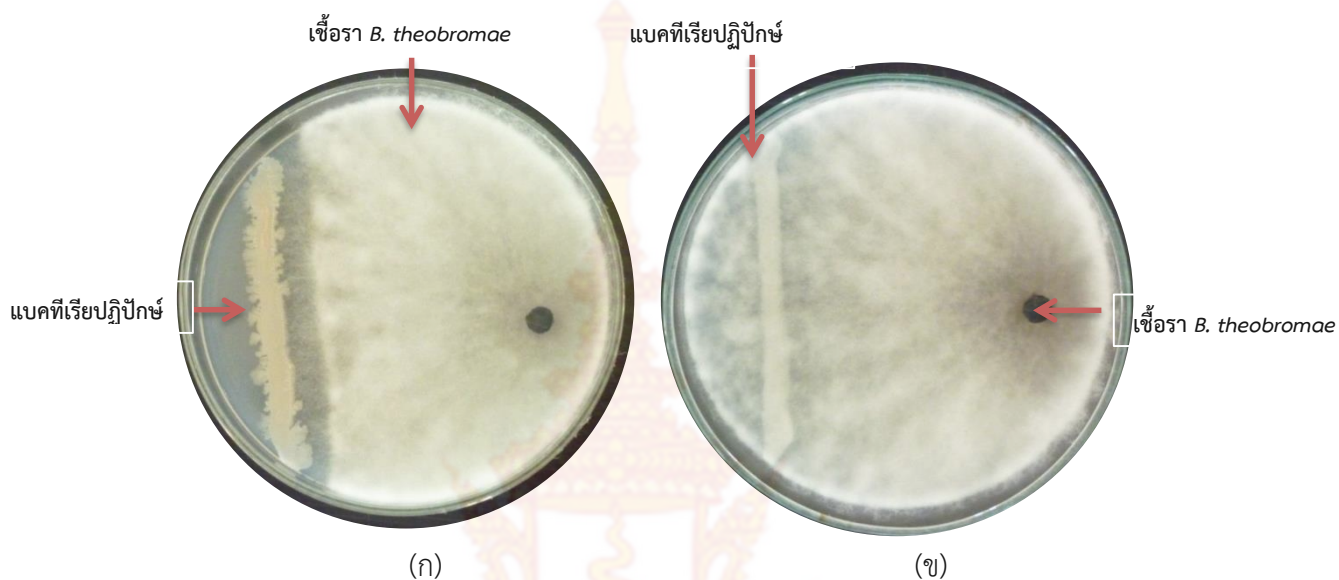 เชื้อรา B. theobromae
แบคทีเรียปฏิปักษ์
แบคทีเรียปฏิปักษ์
เชื้อรา B. theobromae
(ก)
(ข)